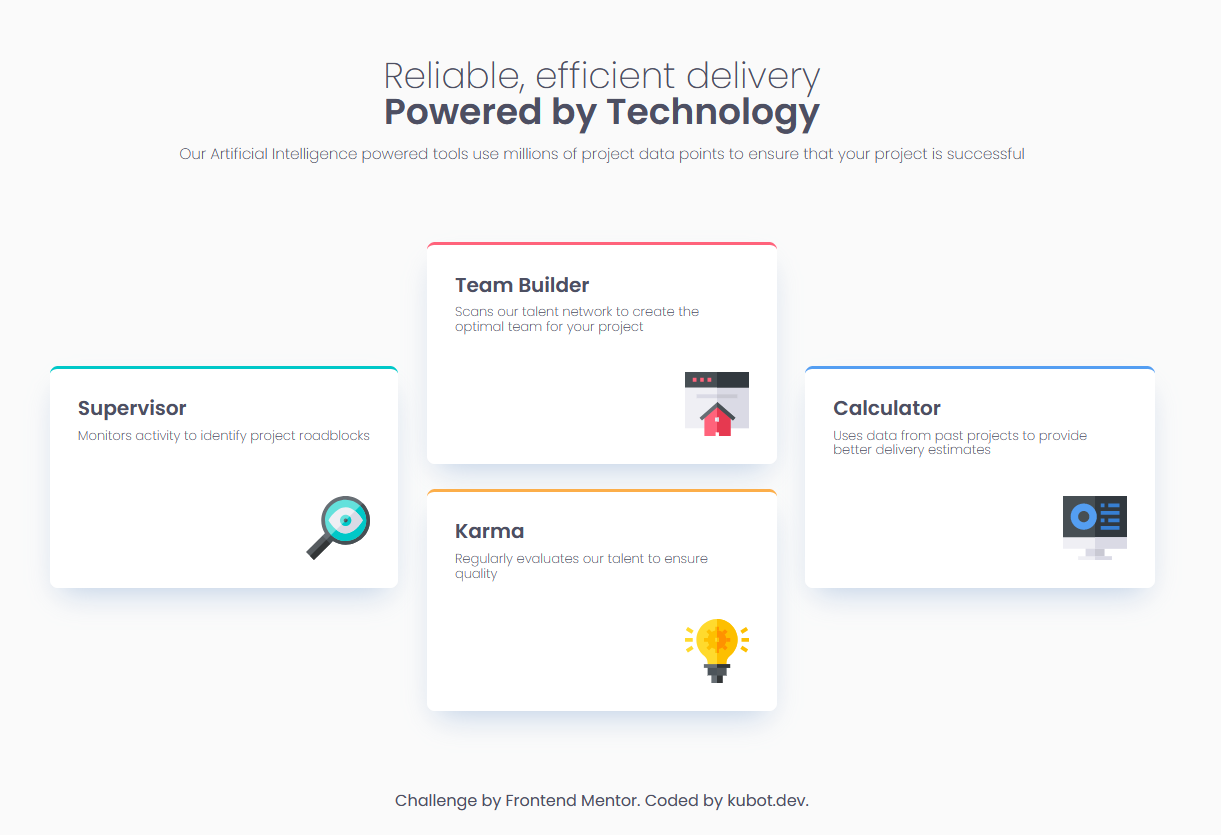 Reliable, efficient delivery
Powered by Technology
Our Artificial Intelligence powered tools use millions of project data points to ensure that your project is successful
Supervisor
Monitors activity to identify project roadblocks
Team Builder
Scans our talent network to create the
optimal team for your project
Karma
Regularly evaluates our talent to ensure
quality
Calculator
Uses data from past projects to provide
better delivery estimates
Challenge by Frontend Mentor. Coded by kubot.dev.